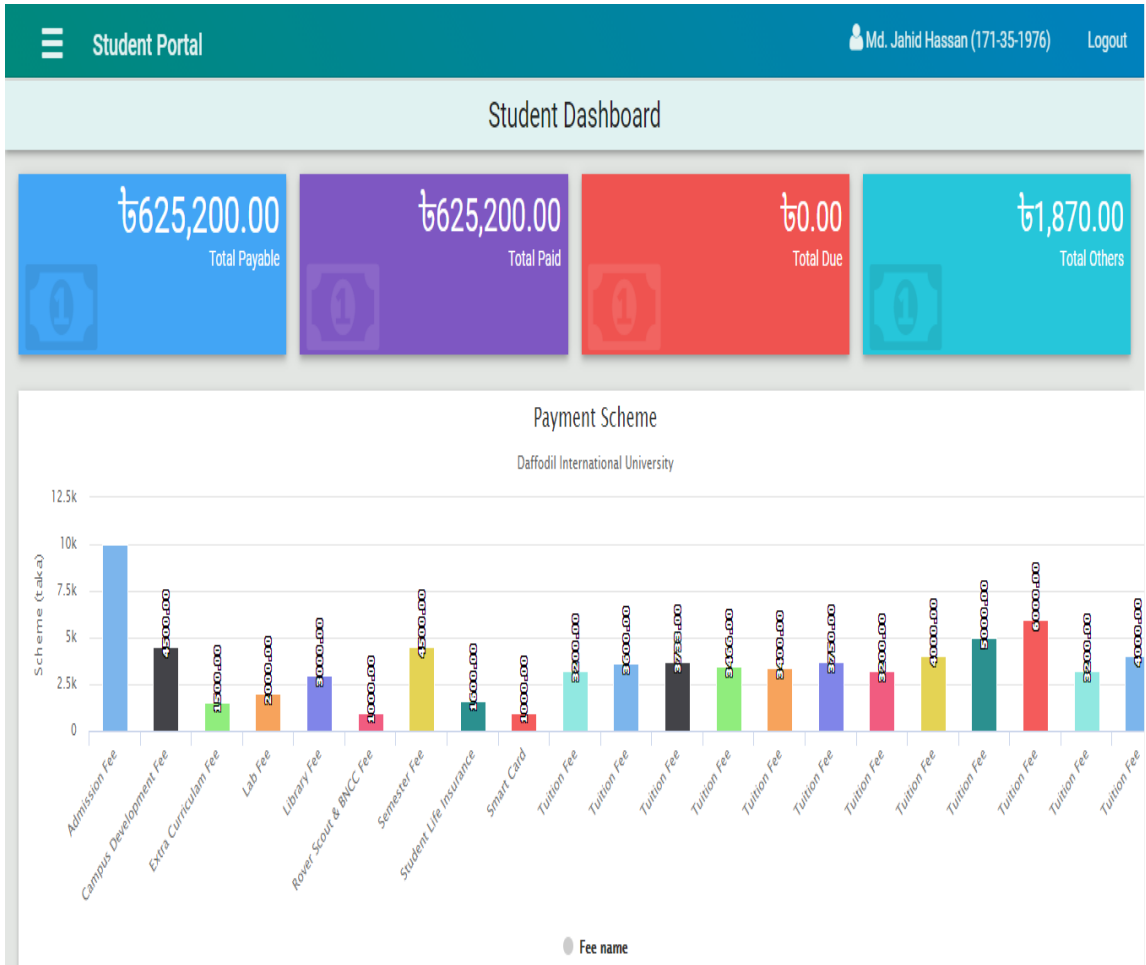 Student Portal
Md. Jahid Hassan (171-35-1976)
Logout
Student Dashboard
৳625,200.00
Total Payable
৳625,200.00
Total Paid
৳0.00
Total Due
৳1,870.00
Total Others
Payment Scheme
Daffodil International University
Scheme (taka)
12.5k
10k
7.5k
5k
2.5k
0
4500.00
1500.00
2000.00
3000.00
1000.00
4500.00
1600.00
1000.00
3200.00
3600.00
3733.00
3466.00
3400.00
3750.00
3200.00
4000.00
5000.00
6000.00
3200.00
4000.00
Admission Fee
Campus Development Fee
Extra Curriculam Fee
Lab Fee
Library Fee
Rover Scout & BNCC Fee
Semester Fee
Student Life Insurance
Smart Card
Tuition Fee
Tuition Fee
Tuition Fee
Tuition Fee
Tuition Fee
Tuition Fee
Tuition Fee
Tuition Fee
Tuition Fee
Tuition Fee
Tuition Fee
Tuition Fee
Fee name